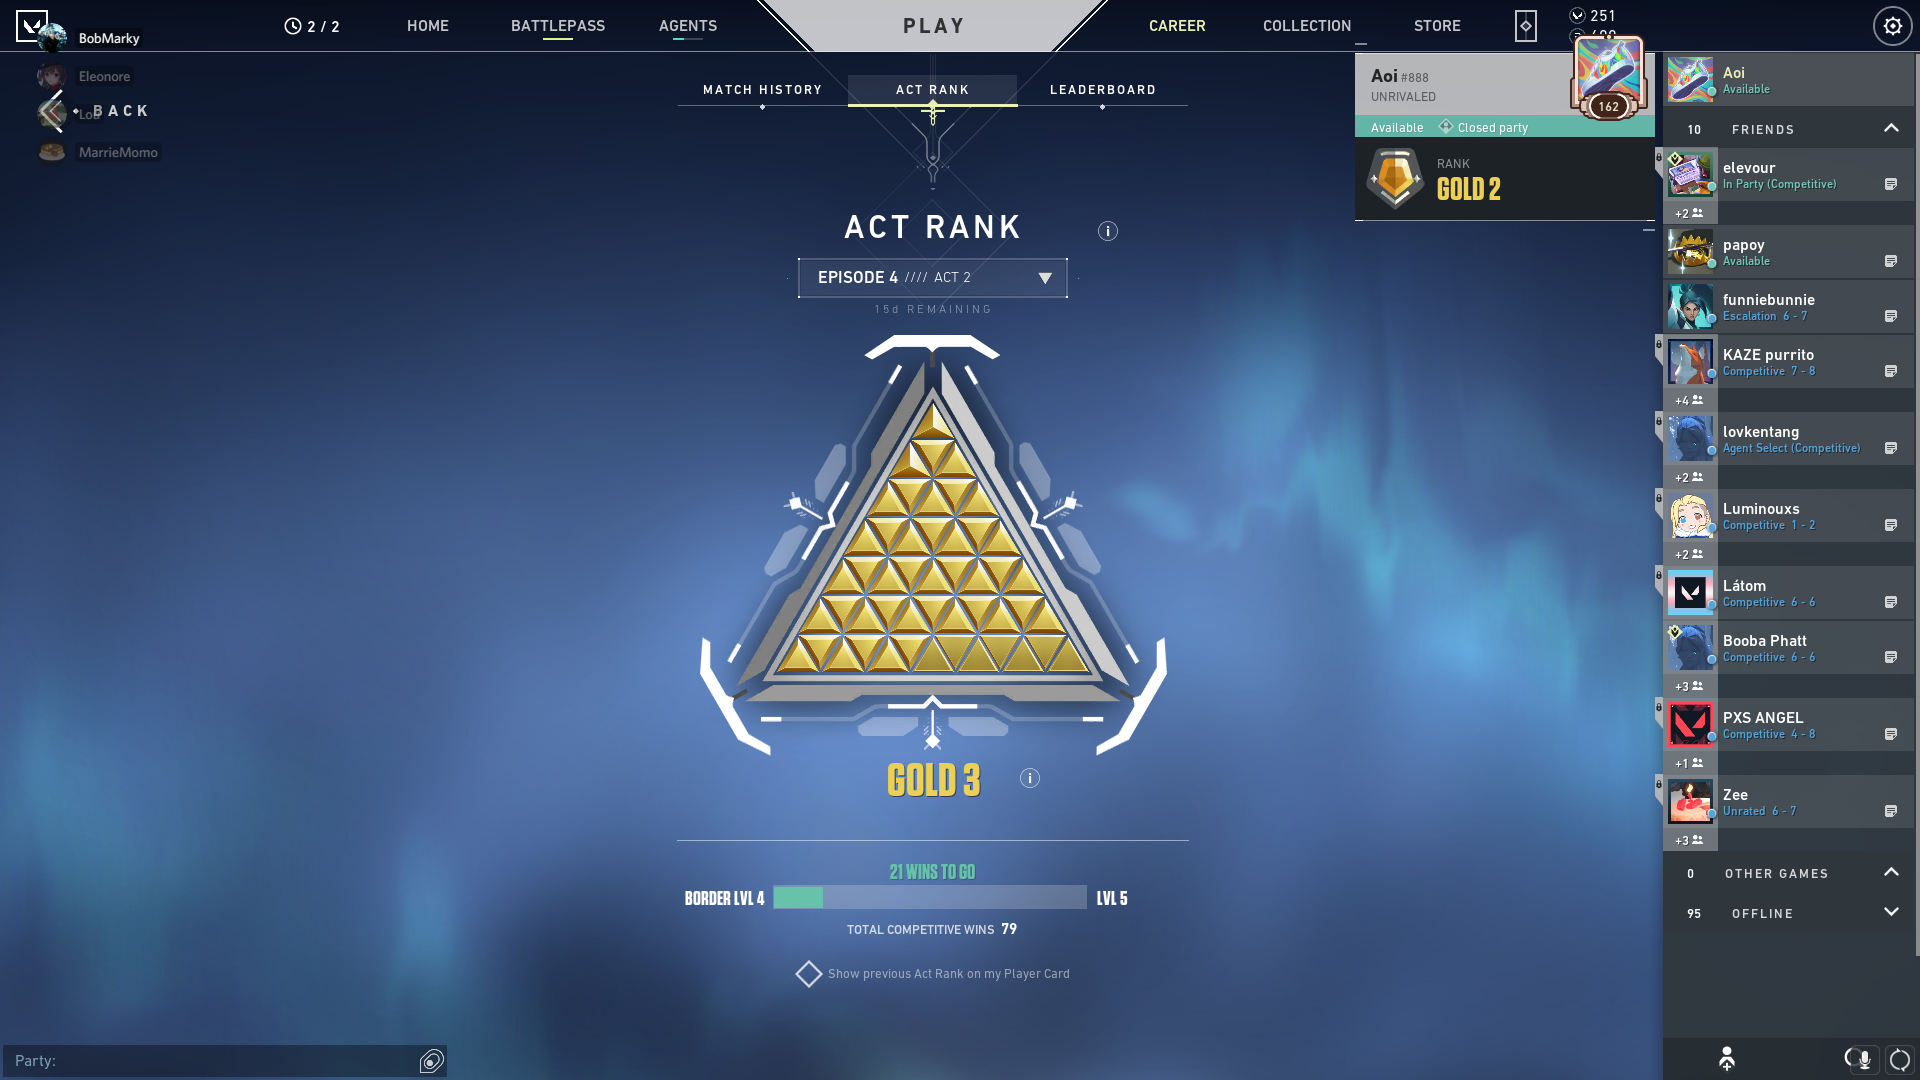 BobMarky
2 / 2
HOME
BATTLEPASS
AGENTS
PLAY
CAREER
COLLECTION
STORE
251
Eleonore
BACK
MarrieMomo
MATCH HISTORY
ACT RANK
LEADERBOARD
Aoi #888
UNRIVALED
162
Available
Closed party
RANK
GOLD 2
ACT RANK
EPISODE 4 //// ACT 2
15d REMAINING
GOLD 3
21 WINS TO GO
BORDER LVL 4
LVL 5
TOTAL COMPETITIVE WINS 79
Show previous Act Rank on my Player Card
Party:
Aoi
Available
10 FRIENDS
elevour
In Party (Competitive)
+2
papoy
Available
funniebunnie
Escalation 6 - 7
KAZE purrito
Competitive 7 - 8
+4
lovkentang
Agent Select (Competitive)
+2
Luminouxs
Competitive 1 - 2
+2
Látom
Competitive 6 - 6
Booba Phatt
Competitive 6 - 6
+3
PXS ANGEL
Competitive 4 - 8
+1
Zee
Unrated 6 - 7
+3
0 OTHER GAMES
95 OFFLINE